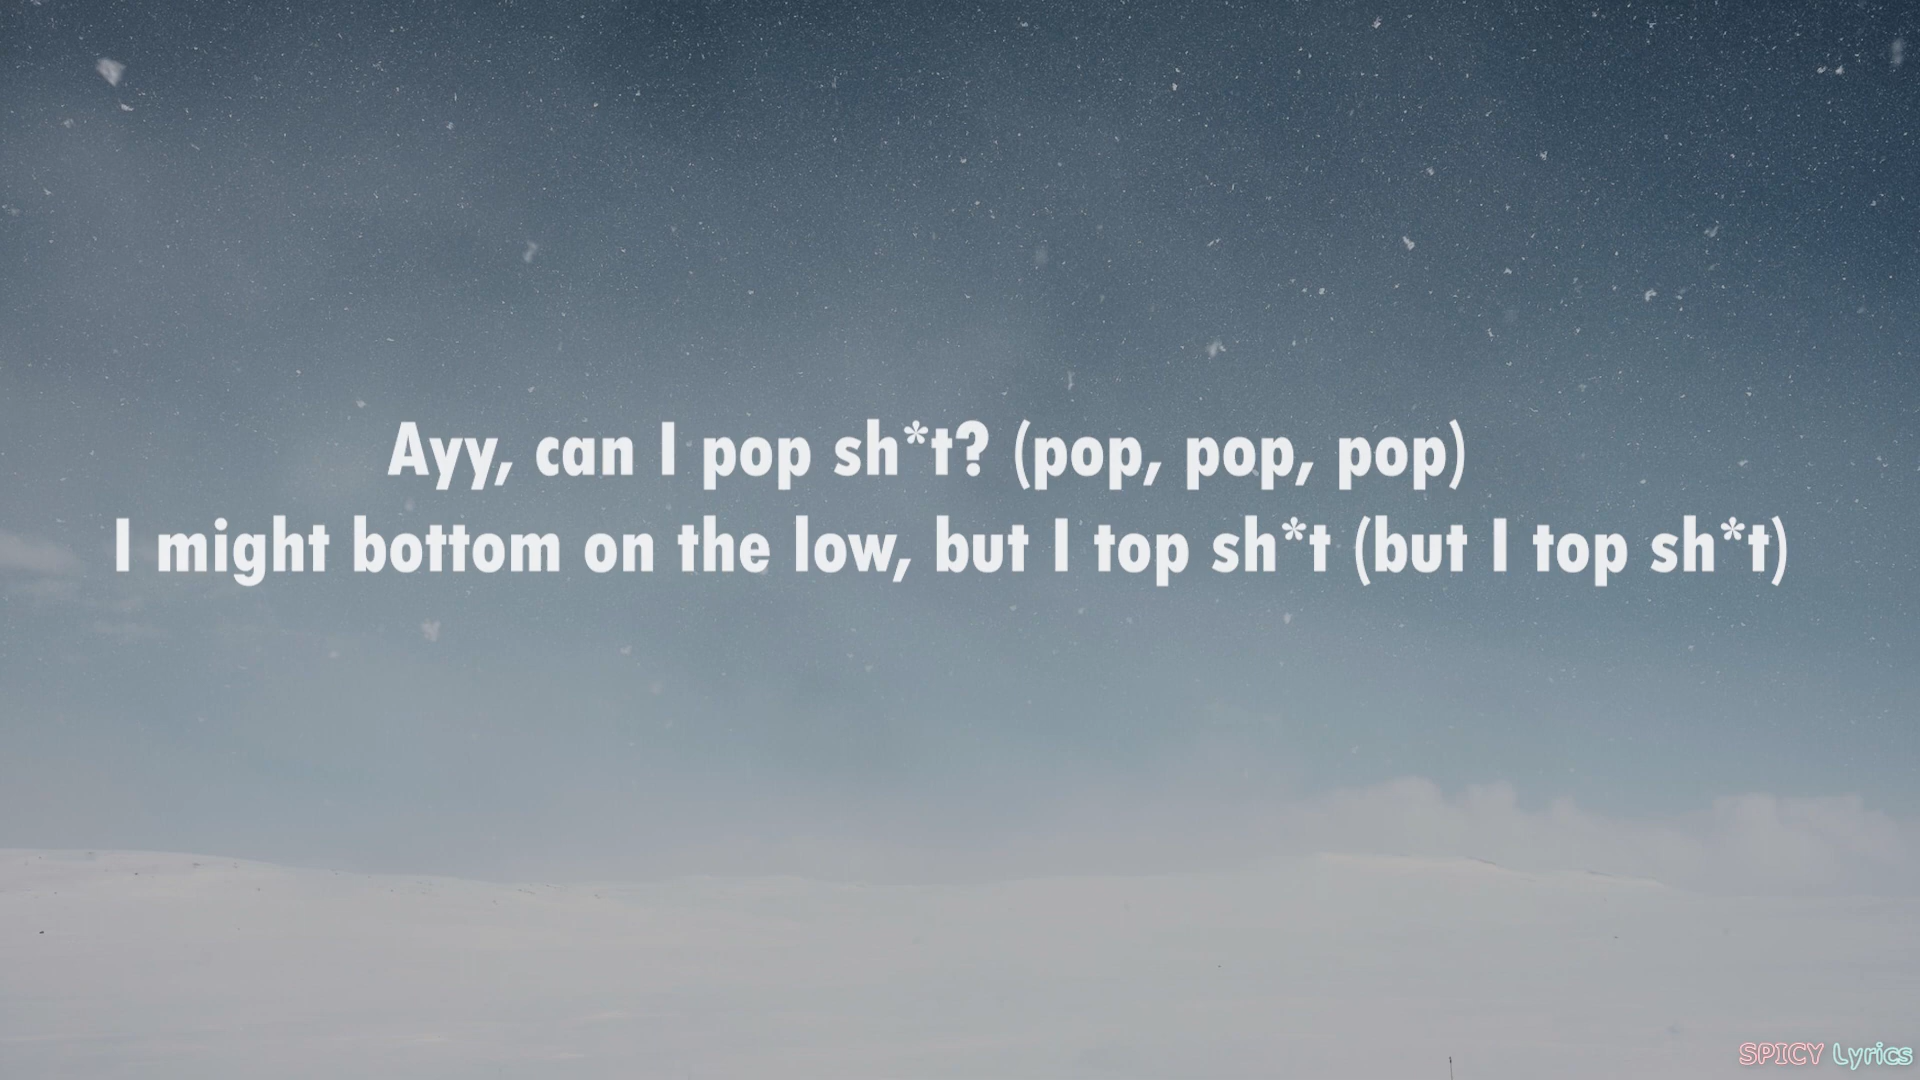 Ayy, can I pop sh*t? (pop, pop, pop)
I might bottom on the low, but I top sh*t (but I top sh*t)
SPICY Lyrics